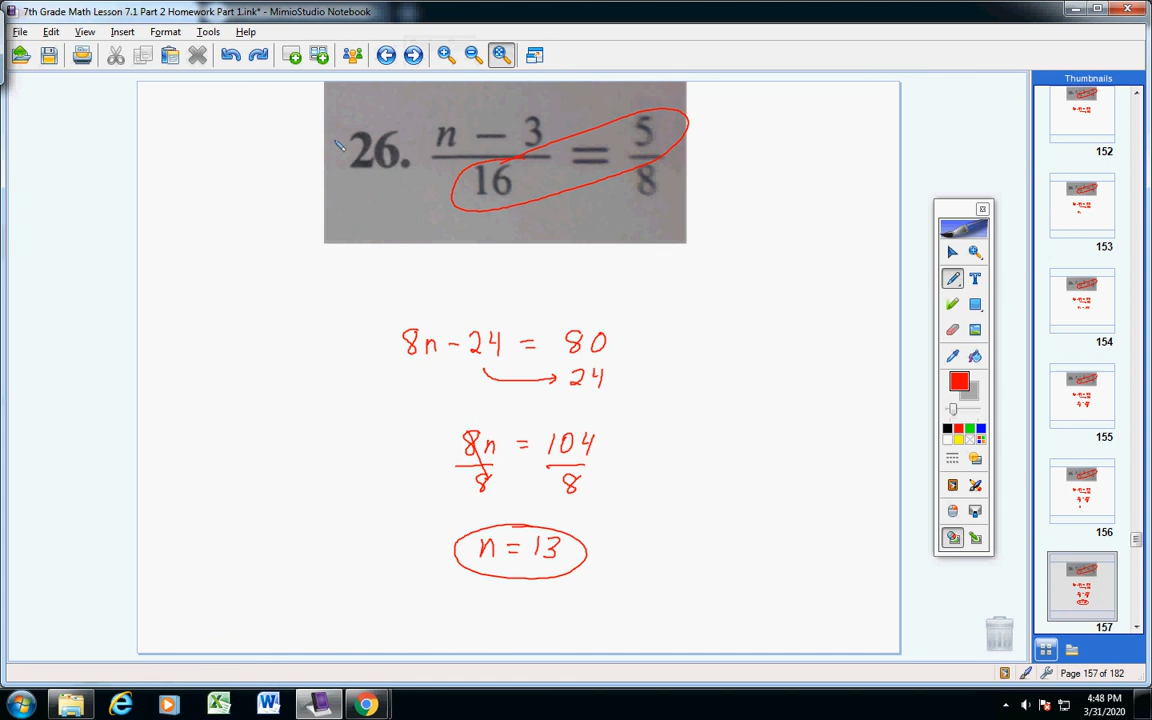 7th Grade Math Lesson 7.1 Part 2 Homework Part 1.ink* - MimioStudio Notebook
File Edit View Insert Format Tools Help
Thumbnails
26. n − 3 / 16 = 5 / 8
8n - 24 = 80
24
8n = 104
8 8
n = 13
152
153
154
155
156
157
T
Page 157 of 182
4:48 PM
3/31/2020